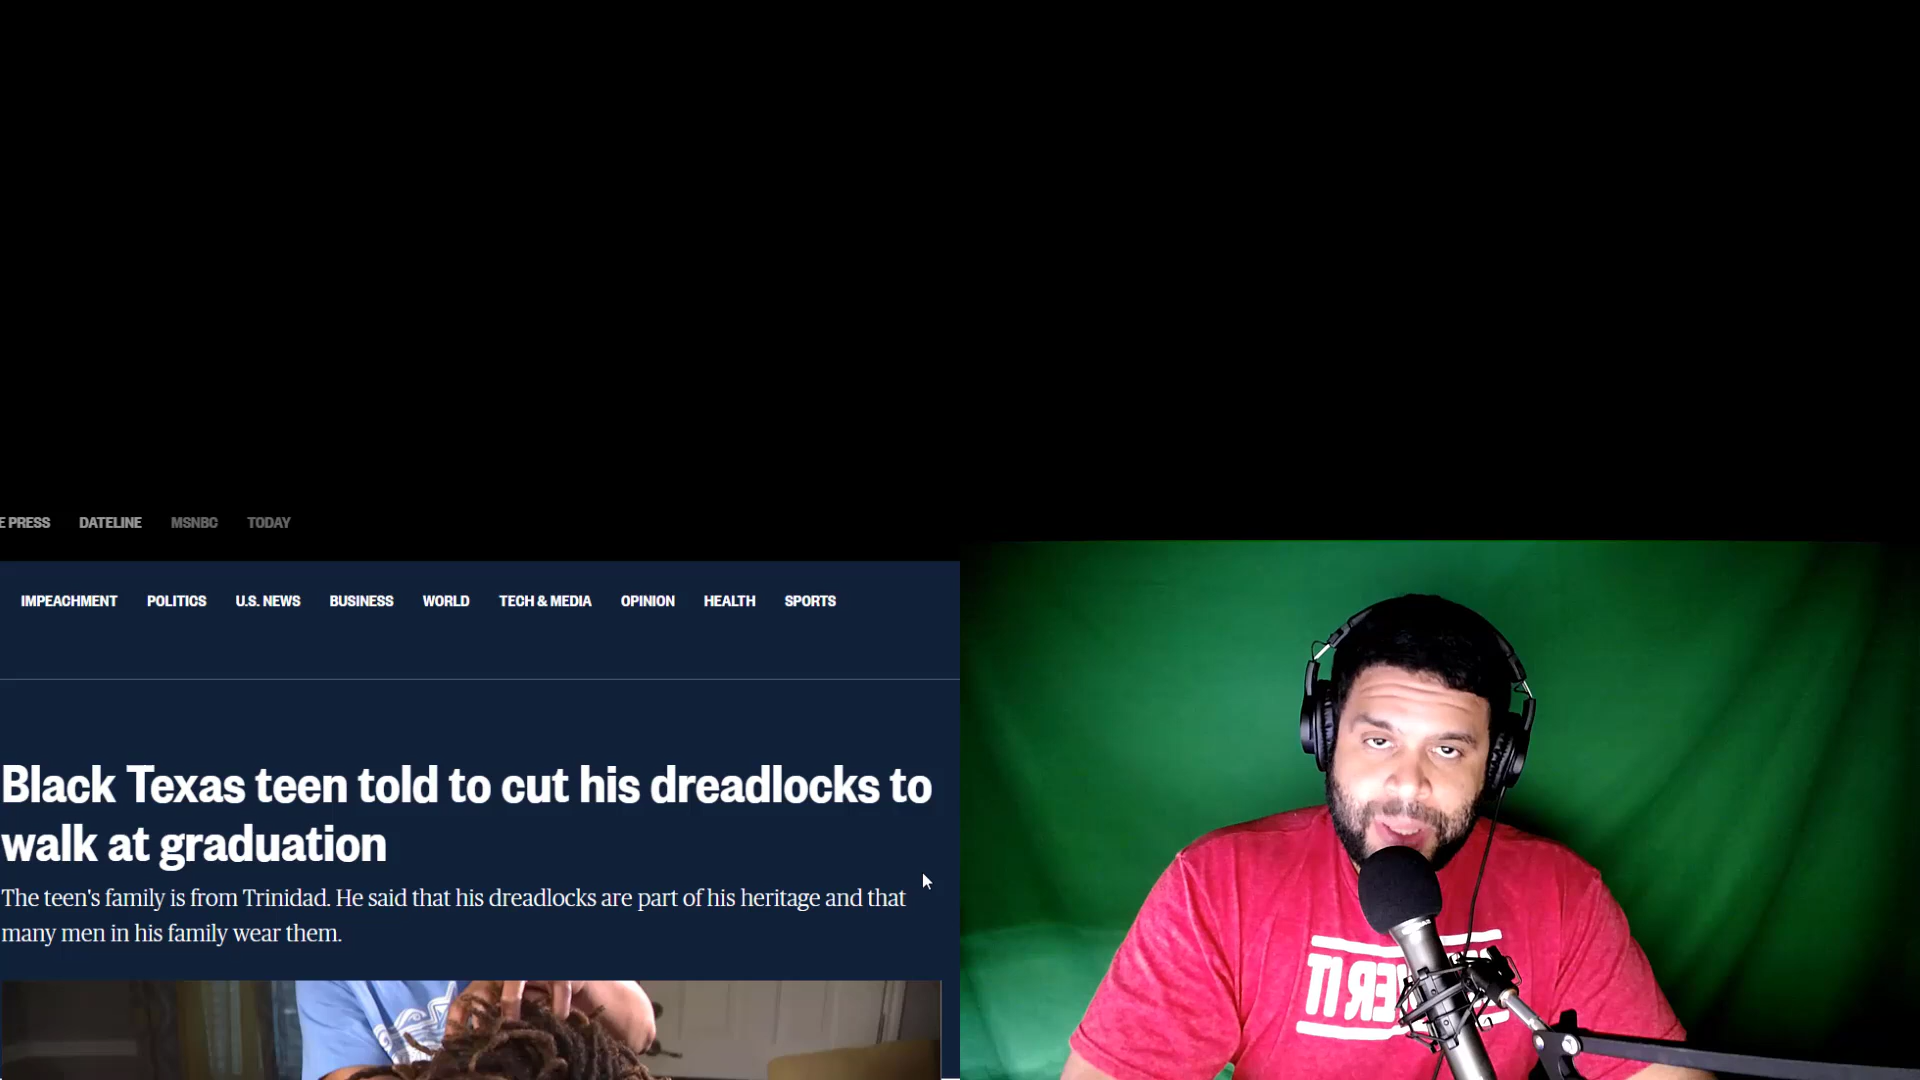 E PRESS DATELINE MSNBC TODAY
IMPEACHMENT POLITICS U.S. NEWS BUSINESS WORLD TECH & MEDIA OPINION HEALTH SPORTS
Black Texas teen told to cut his dreadlocks to
walk at graduation
The teen's family is from Trinidad. He said that his dreadlocks are part of his heritage and that
many men in his family wear them.
IT